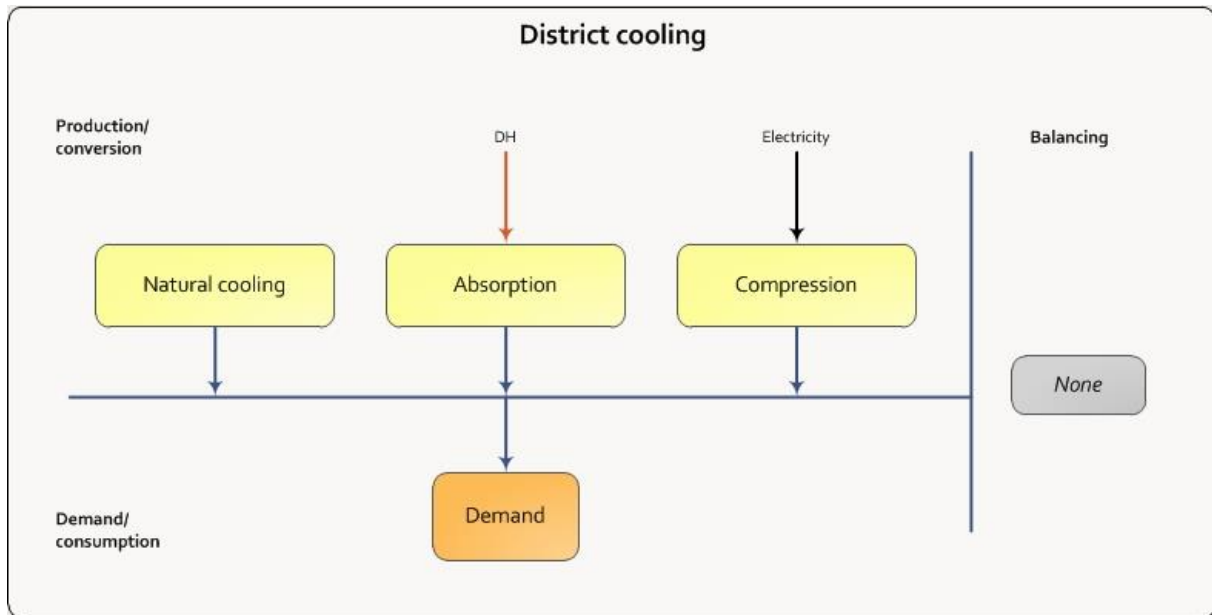 District cooling
Production/
conversion
DH
Electricity
Balancing
Natural cooling
Absorption
Compression
None
Demand
Demand/
consumption